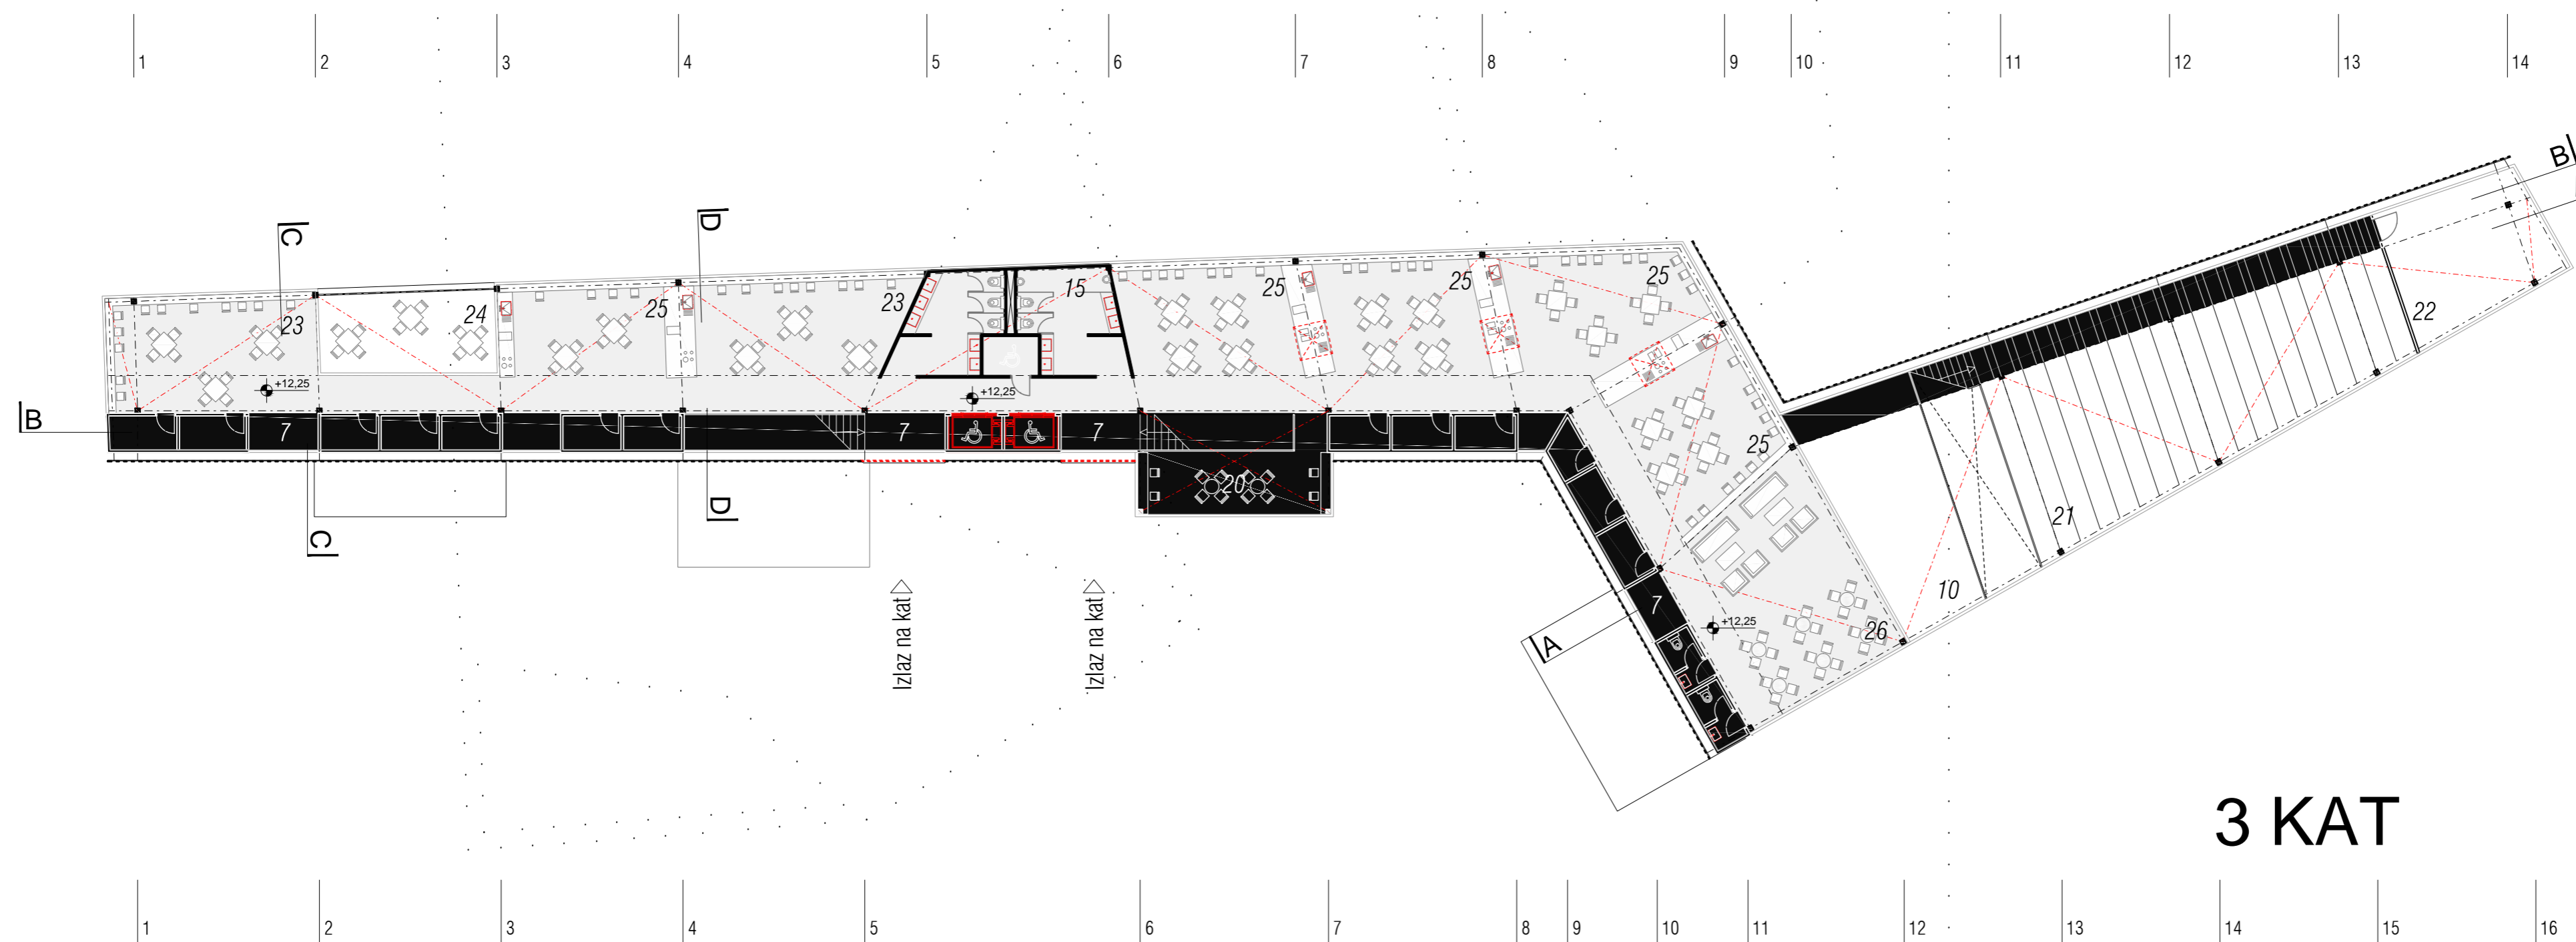 1 2 3 4 5 6 7 8 9 10 11 12 13 14
B
C D
25 25 25
15
23 24 25 23
23
22
+12,25 +12,25
B
7 7 7
25
20
D
C
21
10
Izlaz na kat Izlaz na kat
7
+12,25
26
A
3 KAT
1 2 3 4 5 6 7 8 9 10 11 12 13 14 15 16